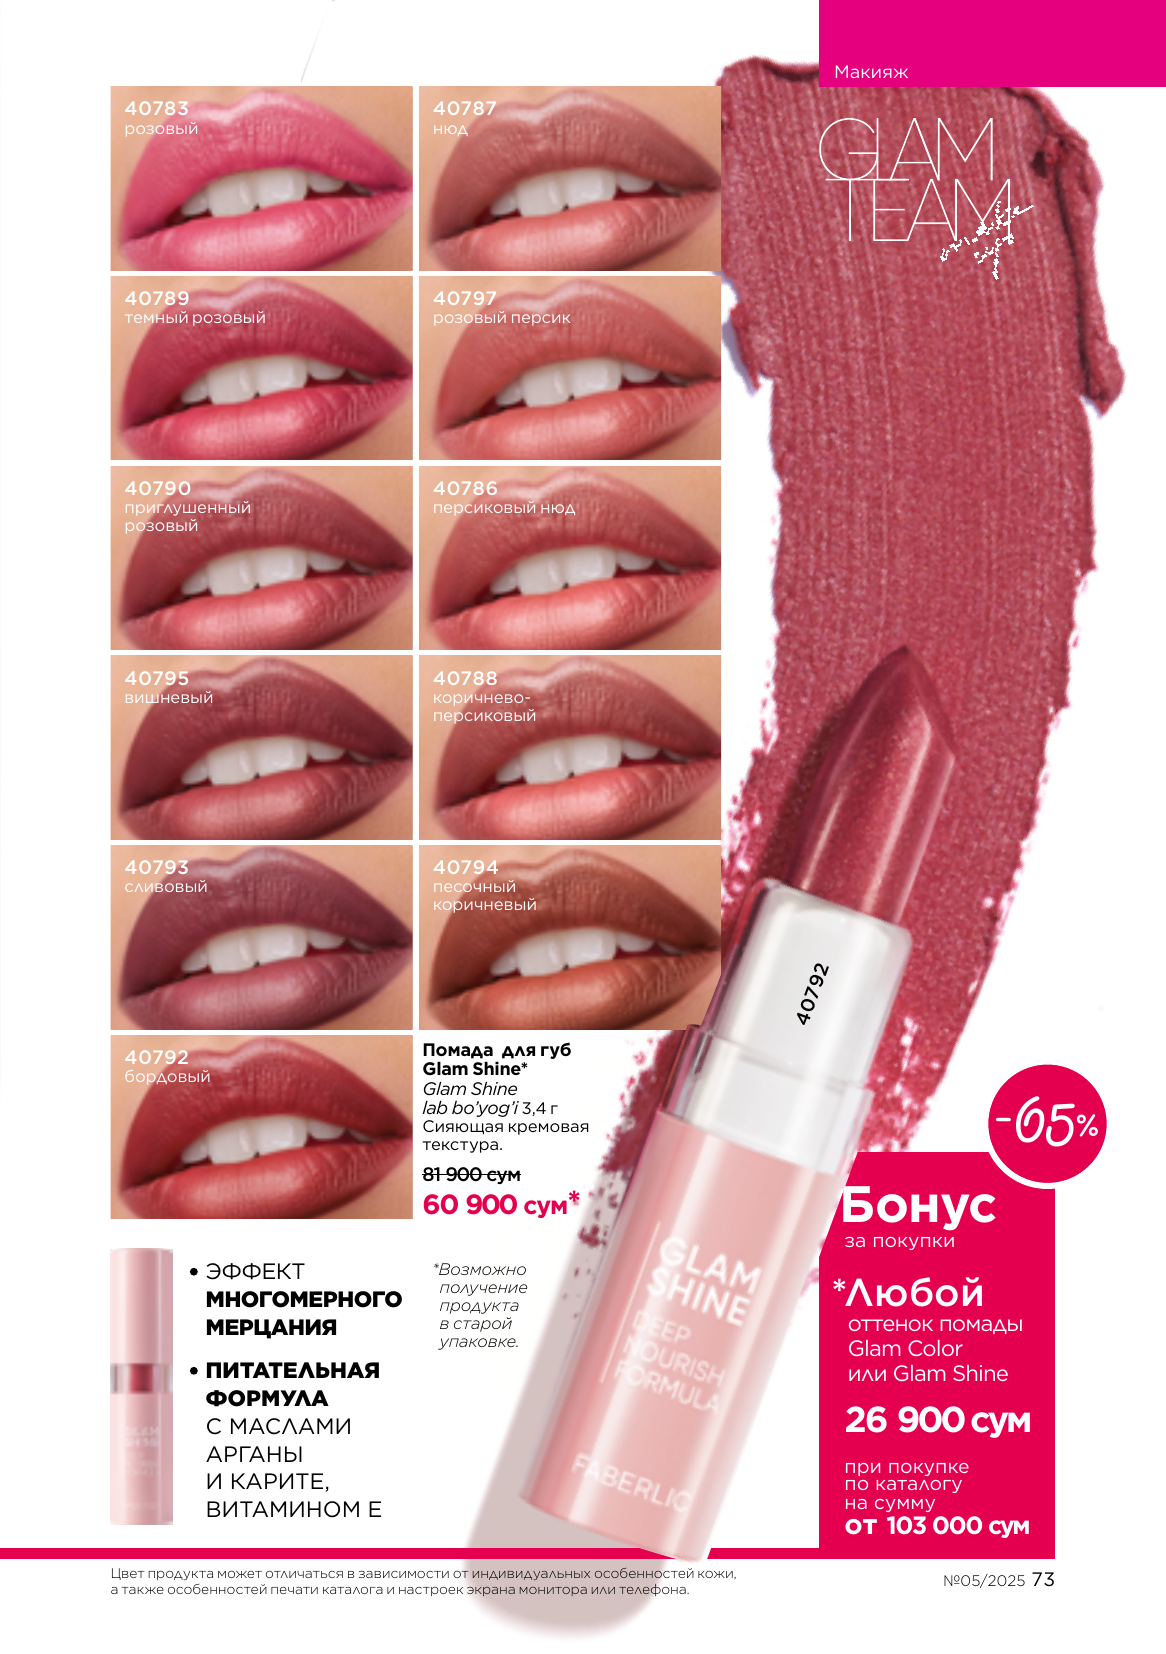 Макияж
GLAM
TEAM
40783
розовый
40787
нюд
40789
темный розовый
40797
розовый персик
40790
приглушенный
розовый
40786
персиковый нюд
40795
вишневый
40788
коричнево-
персиковый
40793
сливовый
40794
песочный
коричневый
40792
бордовый
Помада для губ
Glam Shine*
Glam Shine
lab bo'yog'i 3,4 г
Сияющая кремовая
текстура.
81 900 сум
60 900 сум*
40792
GLAM
SHINE
DEEP
NOURISH
FORMULA
FABERLIC
• ЭФФЕКТ
МНОГОМЕРНОГО
МЕРЦАНИЯ
• ПИТАТЕЛЬНАЯ
ФОРМУЛА
С МАСЛАМИ
АРГАНЫ
И КАРИТЕ,
ВИТАМИНОМ Е
*Возможно
получение
продукта
в старой
упаковке.
-65%
Бонус
за покупки
*Любой
оттенок помады
Glam Color
или Glam Shine
26 900 сум
при покупке
по каталогу
на сумму
от 103 000 сум
Цвет продукта может отличаться в зависимости от индивидуальных особенностей кожи,
а также особенностей печати каталога и настроек экрана монитора или телефона.
№05/2025 73